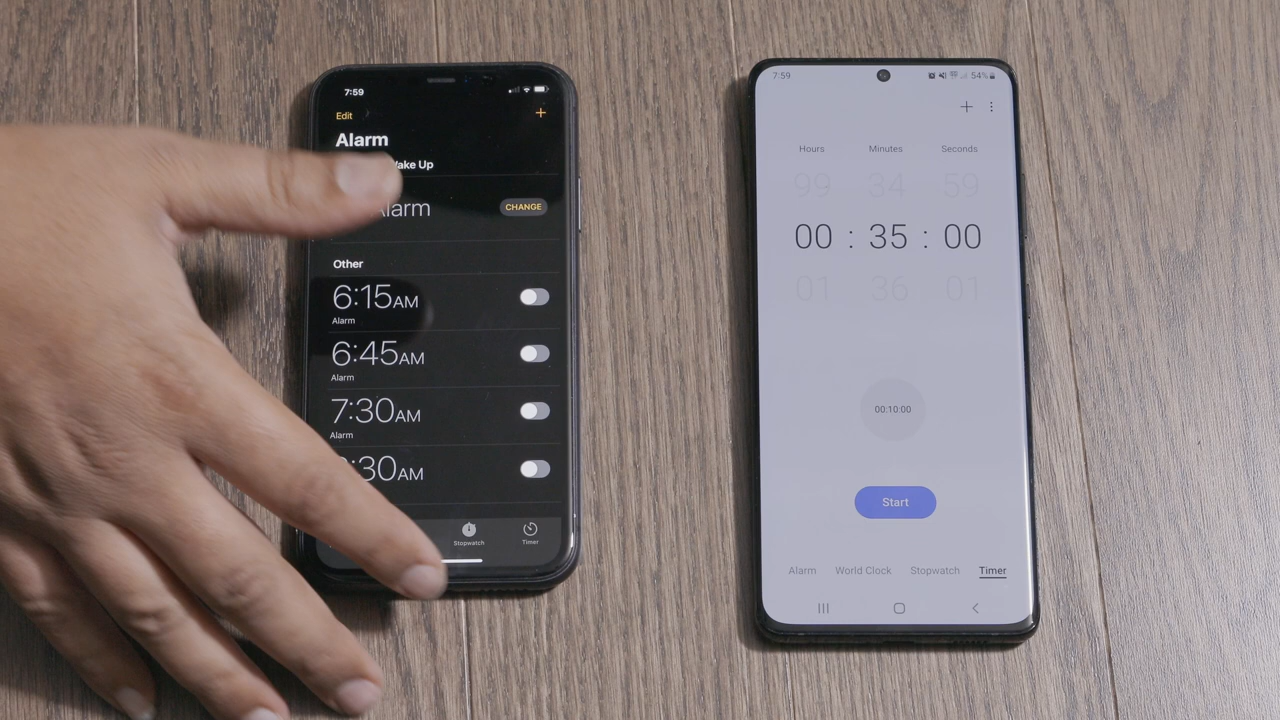 7:59
Edit
+
Alarm
Wake Up
Alarm
CHANGE
Other
6:15AM
Alarm
6:45AM
Alarm
7:30AM
Alarm
:30AM
Stopwatch
Timer
7:59
54%
+
Hours Minutes Seconds
99 34 59
00 : 35 : 00
01 36 01
00:10:00
Start
Alarm World Clock Stopwatch Timer